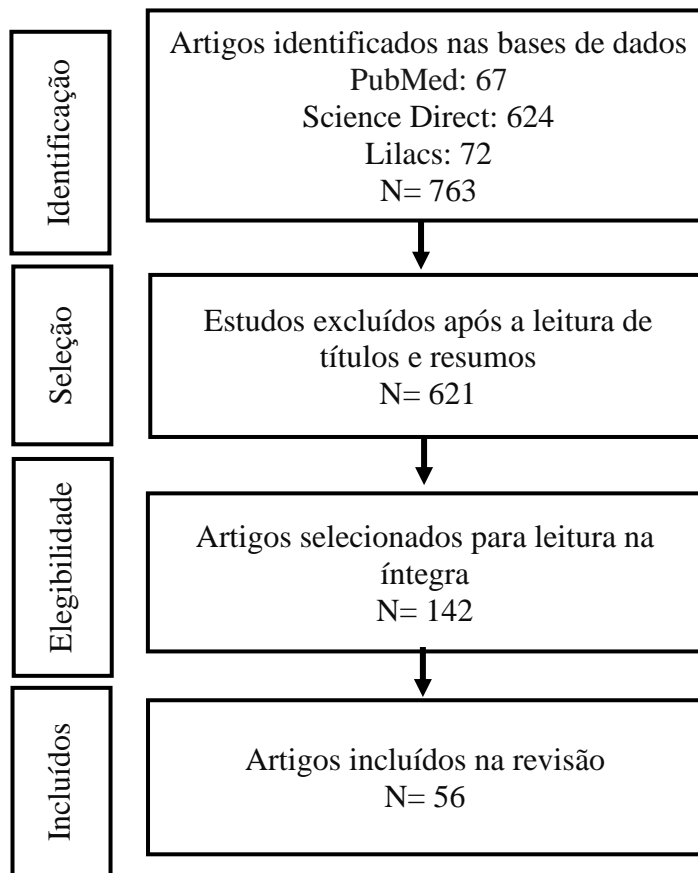 Identificação
Artigos identificados nas bases de dados
PubMed: 67
Science Direct: 624
Lilacs: 72
N= 763
Seleção
Estudos excluídos após a leitura de
títulos e resumos
N= 621
Elegibilidade
Artigos selecionados para leitura na
íntegra
N= 142
Incluídos
Artigos incluídos na revisão
N= 56